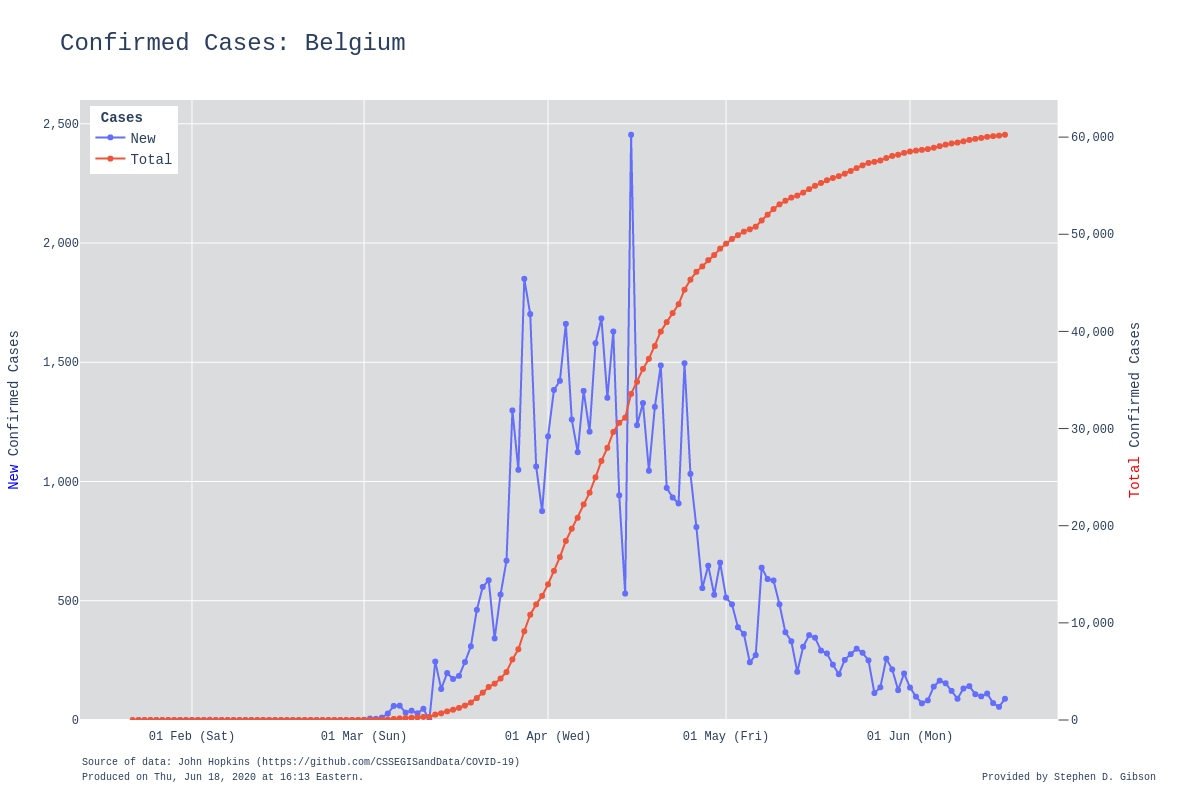 Confirmed Cases: Belgium
Cases
New
Total
2,500
2,000
1,500
1,000
500
0
60,000
50,000
40,000
30,000
20,000
10,000
0
New Confirmed Cases
Total Confirmed Cases
01 Feb (Sat)
01 Mar (Sun)
01 Apr (Wed)
01 May (Fri)
01 Jun (Mon)
Source of data: John Hopkins (https://github.com/CSSEGISandData/COVID-19)
Produced on Thu, Jun 18, 2020 at 16:13 Eastern.
Provided by Stephen D. Gibson